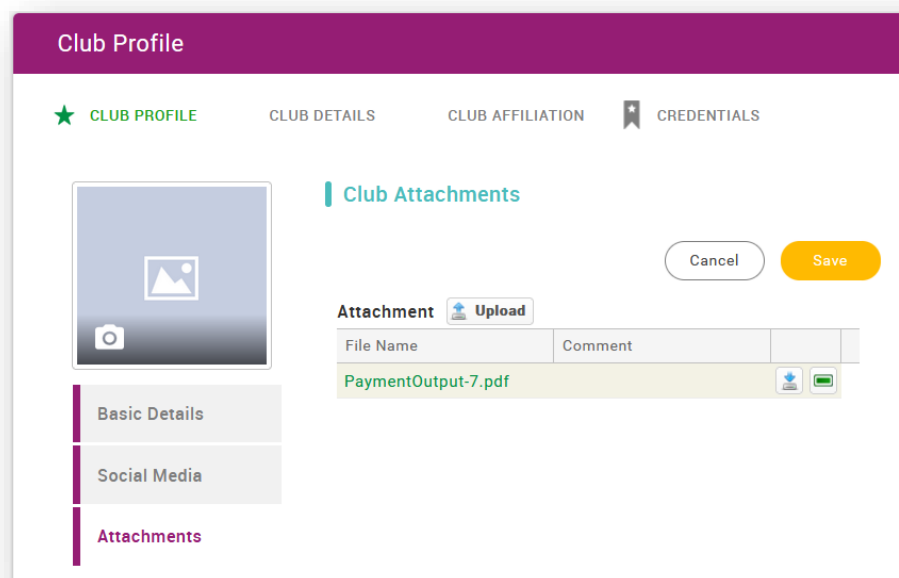 Club Profile
CLUB PROFILE CLUB DETAILS CLUB AFFILIATION CREDENTIALS
Club Attachments
Cancel Save
Attachment Upload
File Name Comment
PaymentOutput-7.pdf
Basic Details
Social Media
Attachments